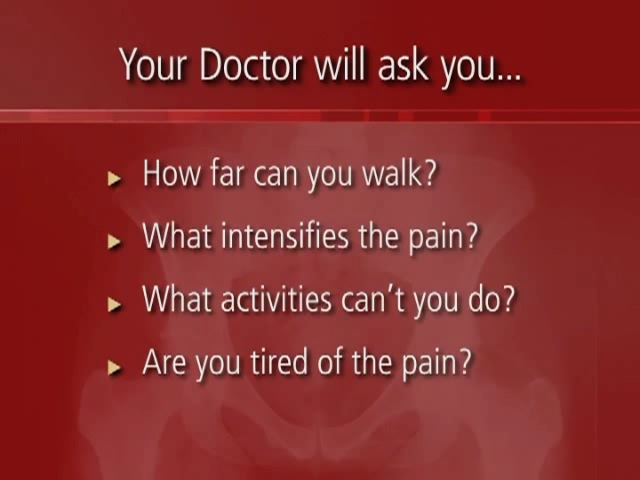 Your Doctor will ask you...
How far can you walk?
What intensifies the pain?
What activities can't you do?
Are you tired of the pain?